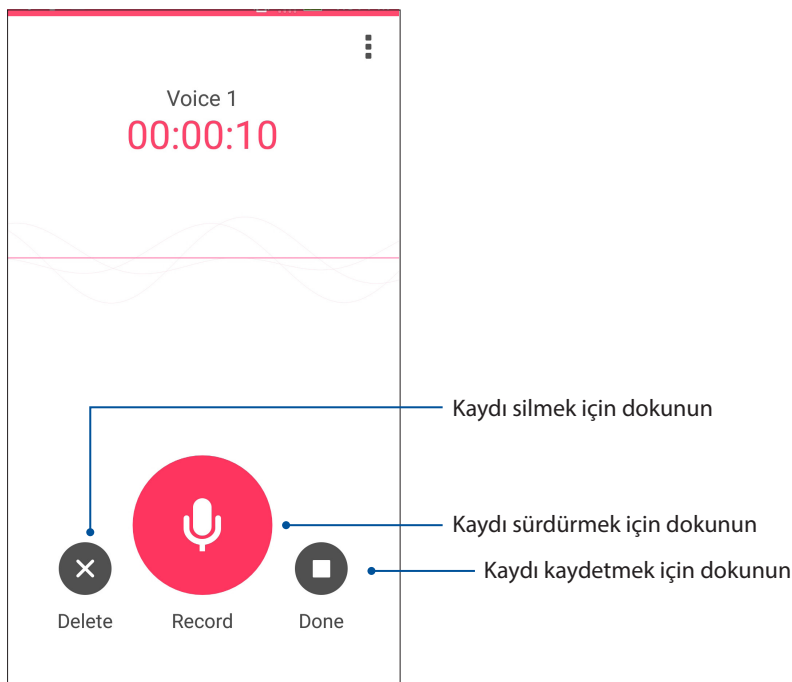 Voice 1
00:00:10
Kaydı silmek için dokunun
Kaydı sürdürmek için dokunun
Kaydı kaydetmek için dokunun
Delete
Record
Done